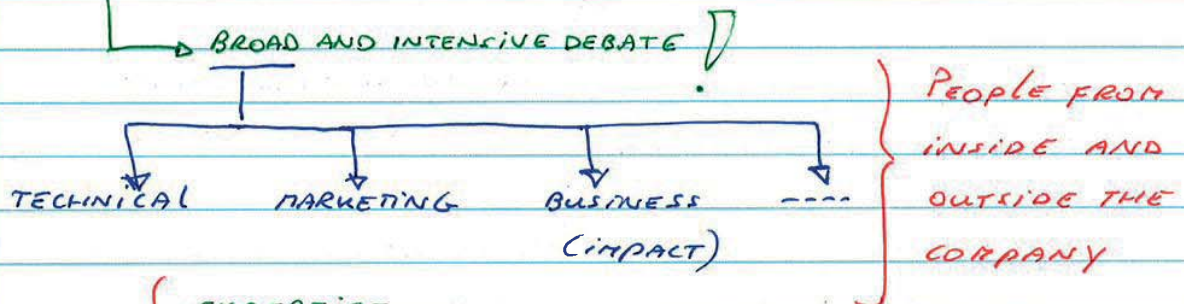 BROAD AND INTENSIVE DEBATE !
PEOPLE FROM
INSIDE AND
TECHNICAL MARKETING BUSINESS ----
OUTSIDE THE
(IMPACT)
COMPANY